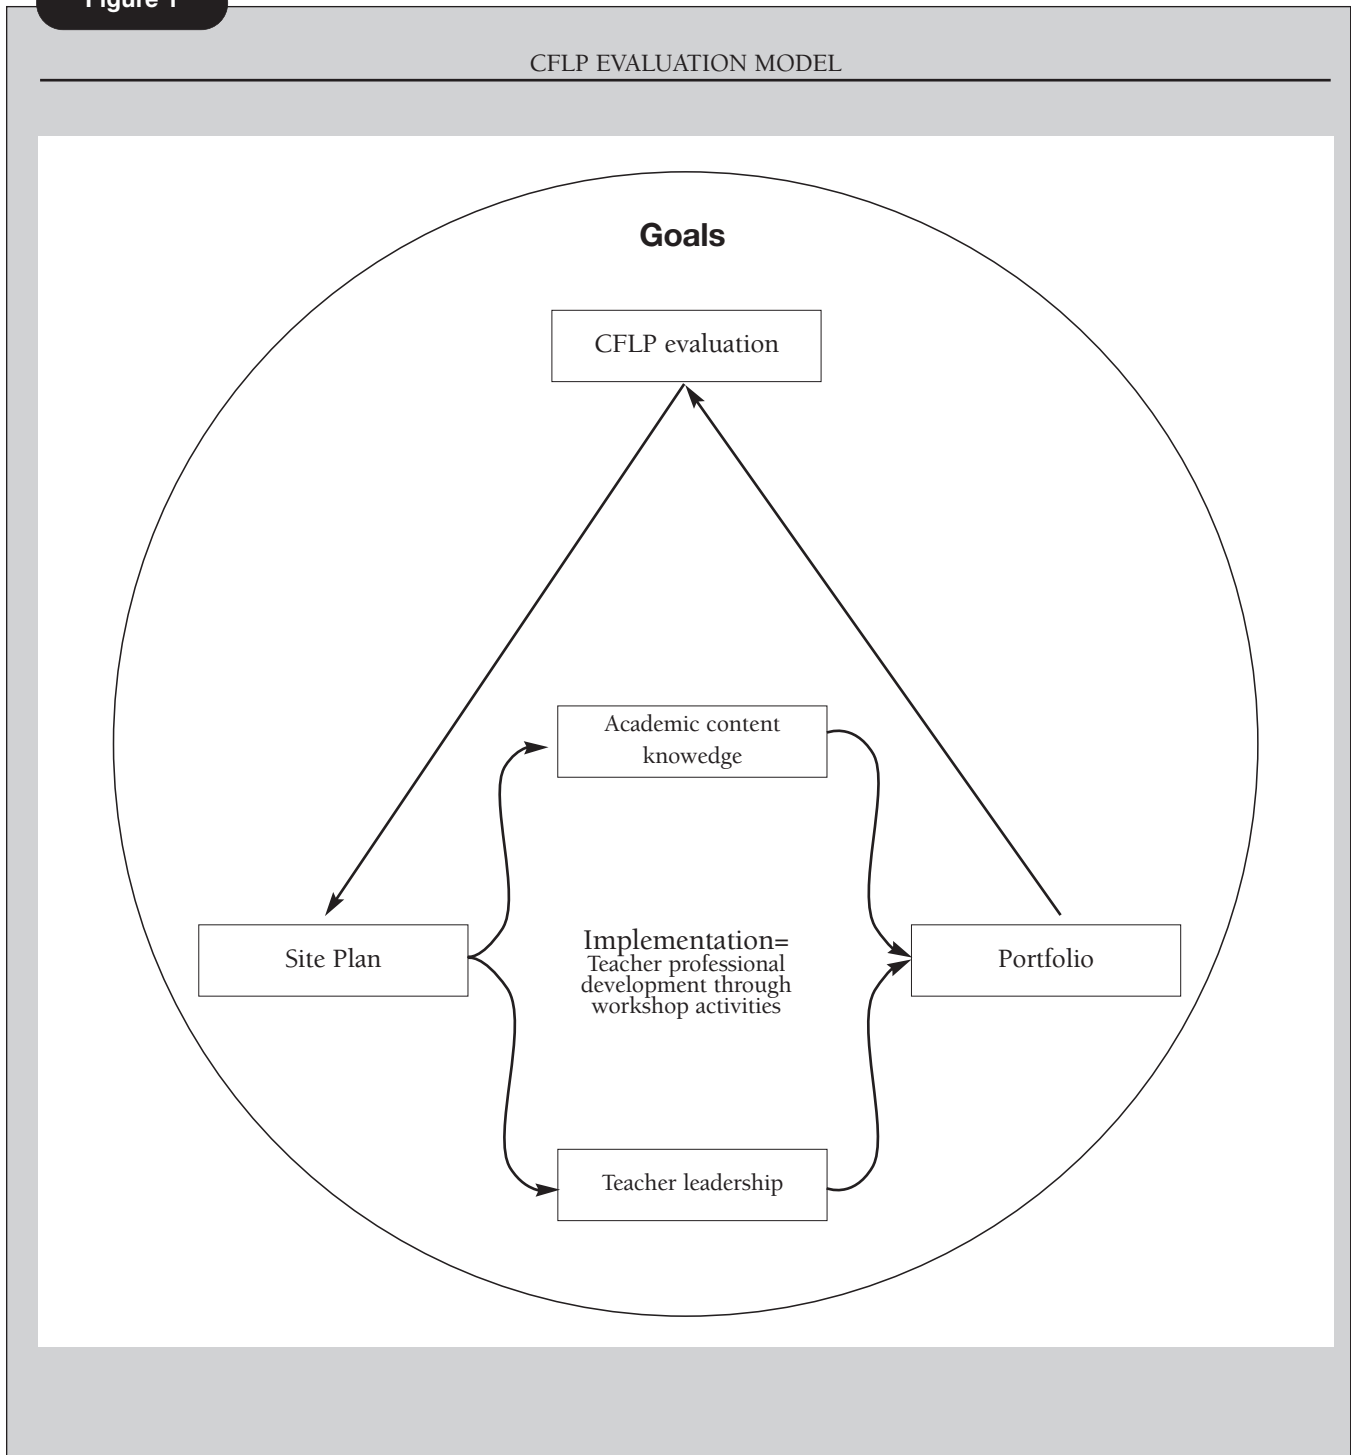 Figure 1
CFLP EVALUATION MODEL
Goals
CFLP evaluation
Academic content
knowedge
Site Plan
Implementation=
Teacher professional
development through
workshop activities
Portfolio
Teacher leadership